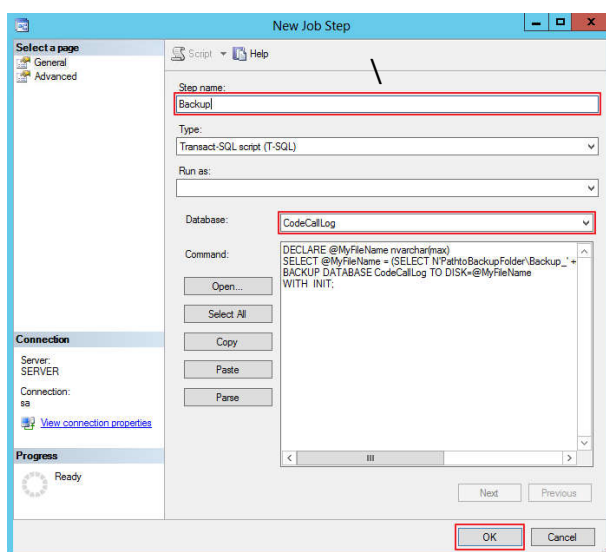 New Job Step
Select a page
General
Advanced
Script
Help
\
Step name:
Backup
Type:
Transact-SQL script (T-SQL)
Run as:
Database:
CodeCallLog
Command:
DECLARE @MyFileName nvarchar(max)
SELECT @MyFileName = (SELECT N'PathtoBackupFolder\Backup_' +
BACKUP DATABASE CodeCallLog TO DISK=@MyFileName
WITH INIT;
Open...
Select All
Copy
Paste
Parse
Connection
Server:
SERVER
Connection:
sa
View connection properties
Progress
Ready
Next
Previous
OK
Cancel